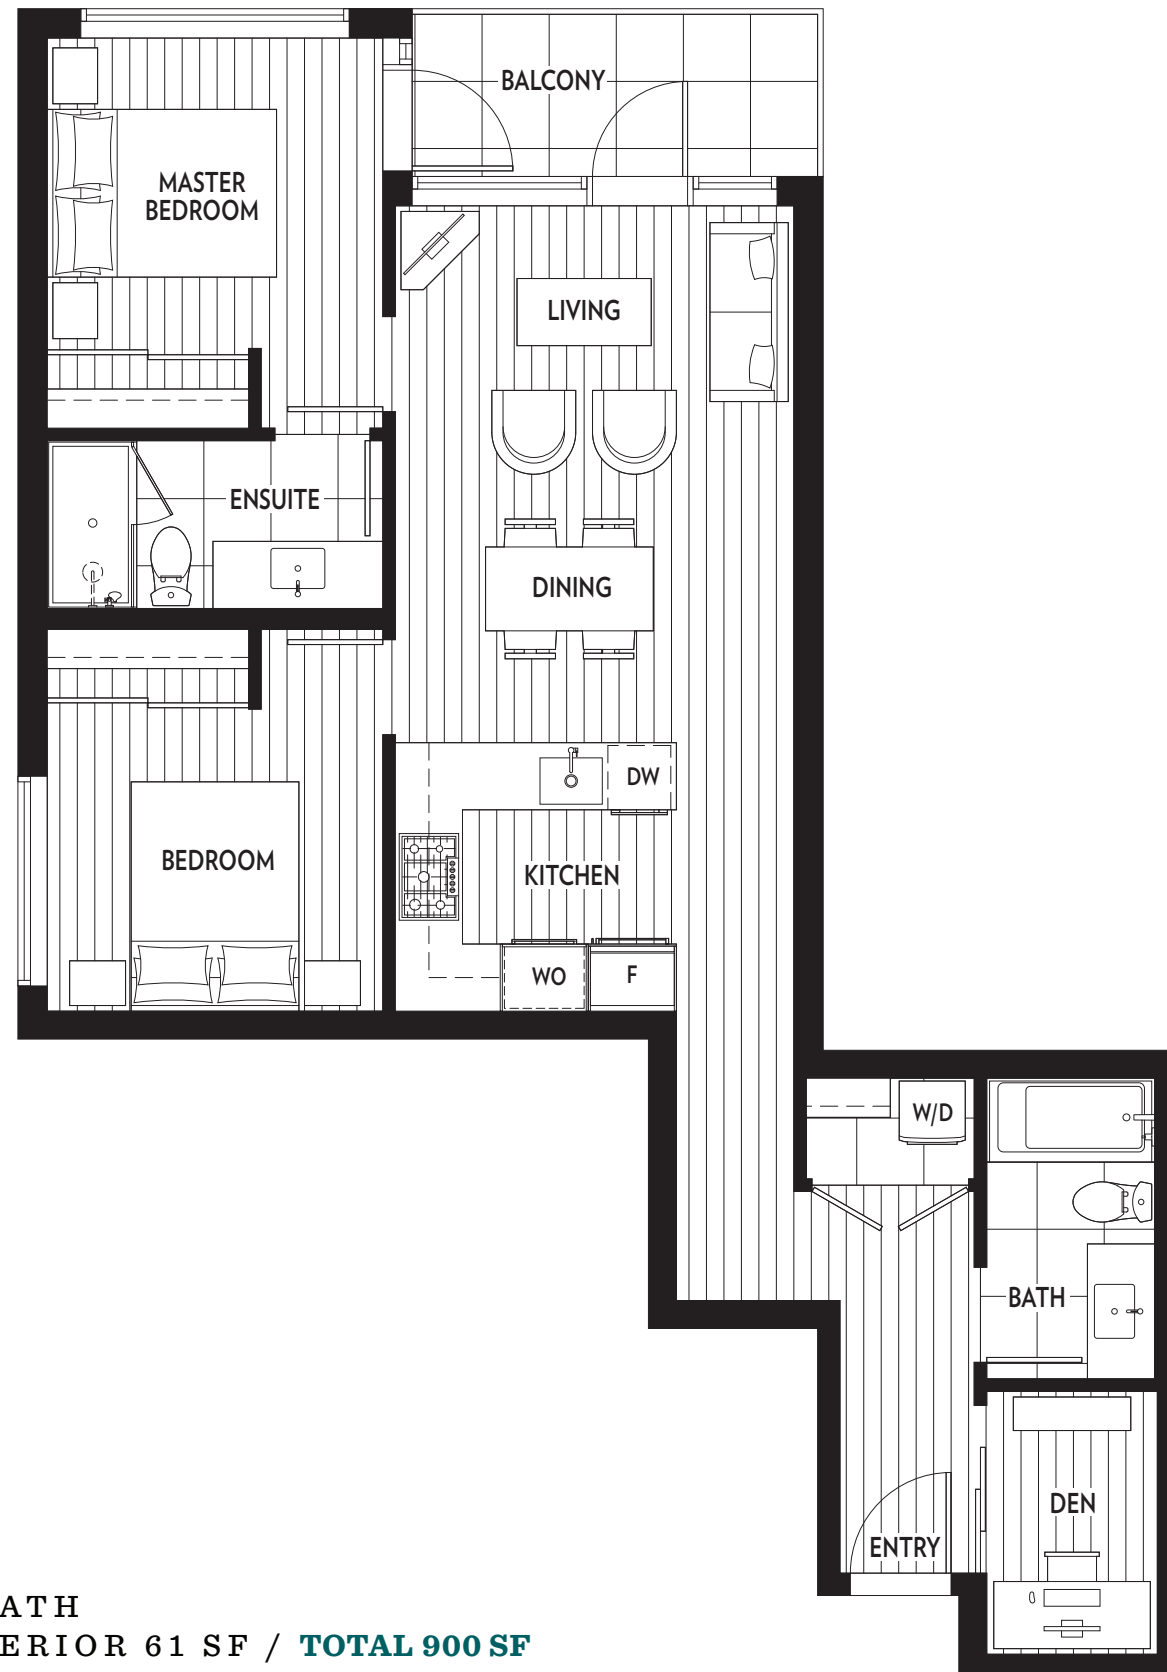 BALCONY
MASTER
BEDROOM
LIVING
ENSUITE
DINING
DW
BEDROOM
KITCHEN
WO
F
W/D
BATH
DEN
ENTRY
ATH
ERIOR 61 SF / TOTAL 900 SF